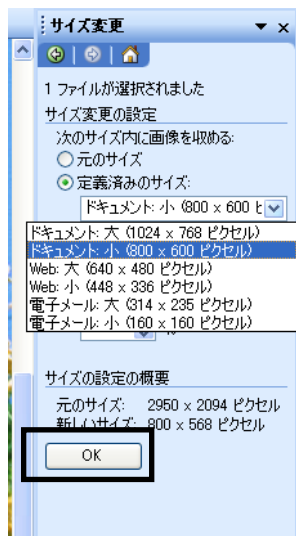 サイズ変更
1 ファイルが選択されました
サイズ変更の設定
次のサイズ内に画像を収める:
元のサイズ
定義済みのサイズ:
ドキュメント: 小 (800 x 600 ピ
ドキュメント: 大 (1024 x 768 ピクセル)
ドキュメント: 小 (800 x 600 ピクセル)
Web: 大 (640 x 480 ピクセル)
Web: 小 (448 x 336 ピクセル)
電子メール: 大 (314 x 235 ピクセル)
電子メール: 小 (160 x 160 ピクセル)
サイズの設定の概要
元のサイズ: 2950 x 2094 ピクセル
新しいサイズ: 800 x 568 ピクセル
OK